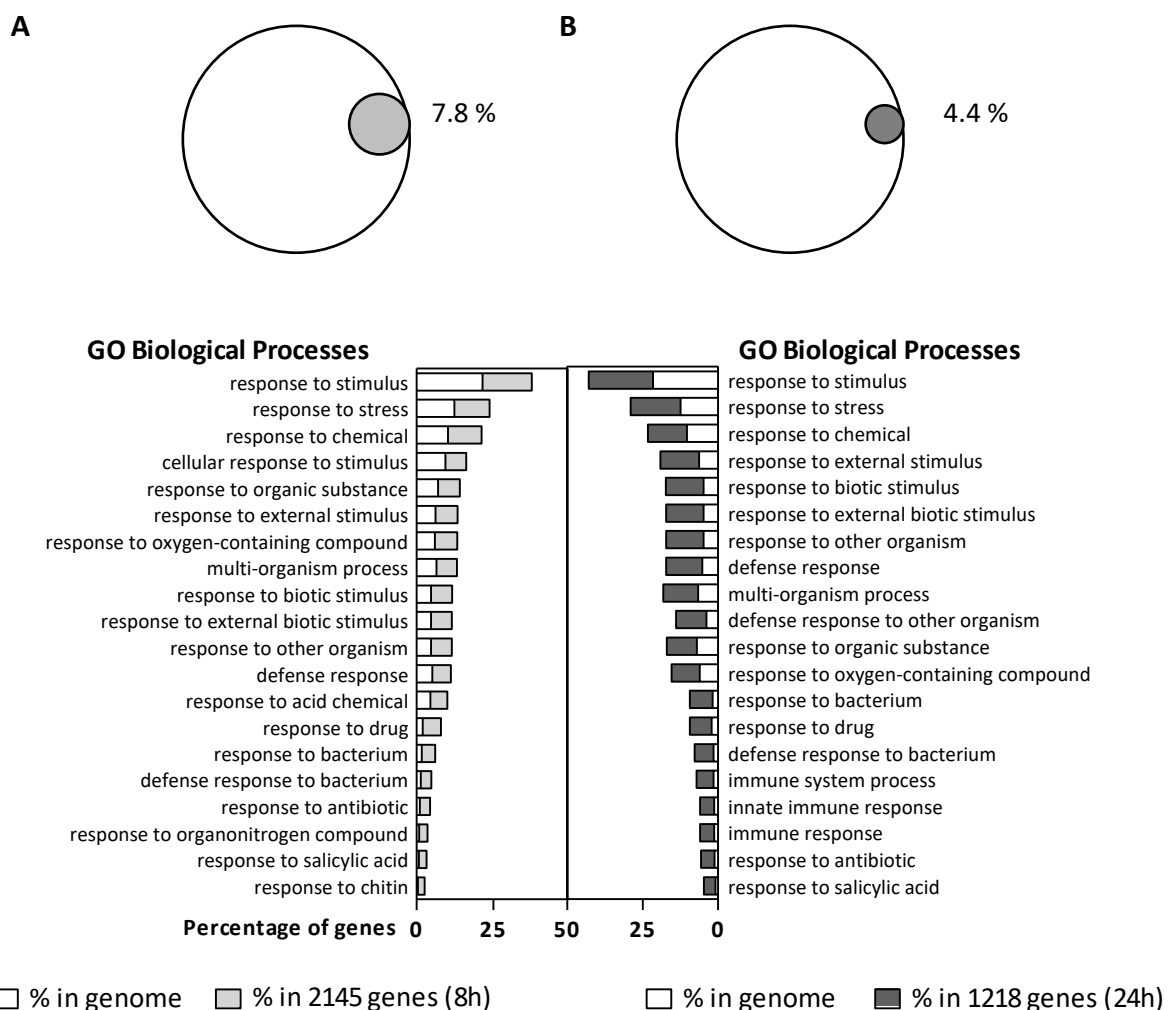 A
B
7.8 %
4.4 %
GO Biological Processes
response to stimulus
response to stress
response to chemical
cellular response to stimulus
response to organic substance
response to external stimulus
response to oxygen-containing compound
multi-organism process
response to biotic stimulus
response to external biotic stimulus
response to other organism
defense response
response to acid chemical
response to drug
response to bacterium
defense response to bacterium
response to antibiotic
response to organonitrogen compound
response to salicylic acid
response to chitin
GO Biological Processes
response to stimulus
response to stress
response to chemical
response to external stimulus
response to biotic stimulus
response to external biotic stimulus
response to other organism
defense response
multi-organism process
defense response to other organism
response to organic substance
response to oxygen-containing compound
response to bacterium
response to drug
defense response to bacterium
immune system process
innate immune response
immune response
response to antibiotic
response to salicylic acid
Percentage of genes 0 25 50 25 0
% in genome % in 2145 genes (8h)
% in genome % in 1218 genes (24h)